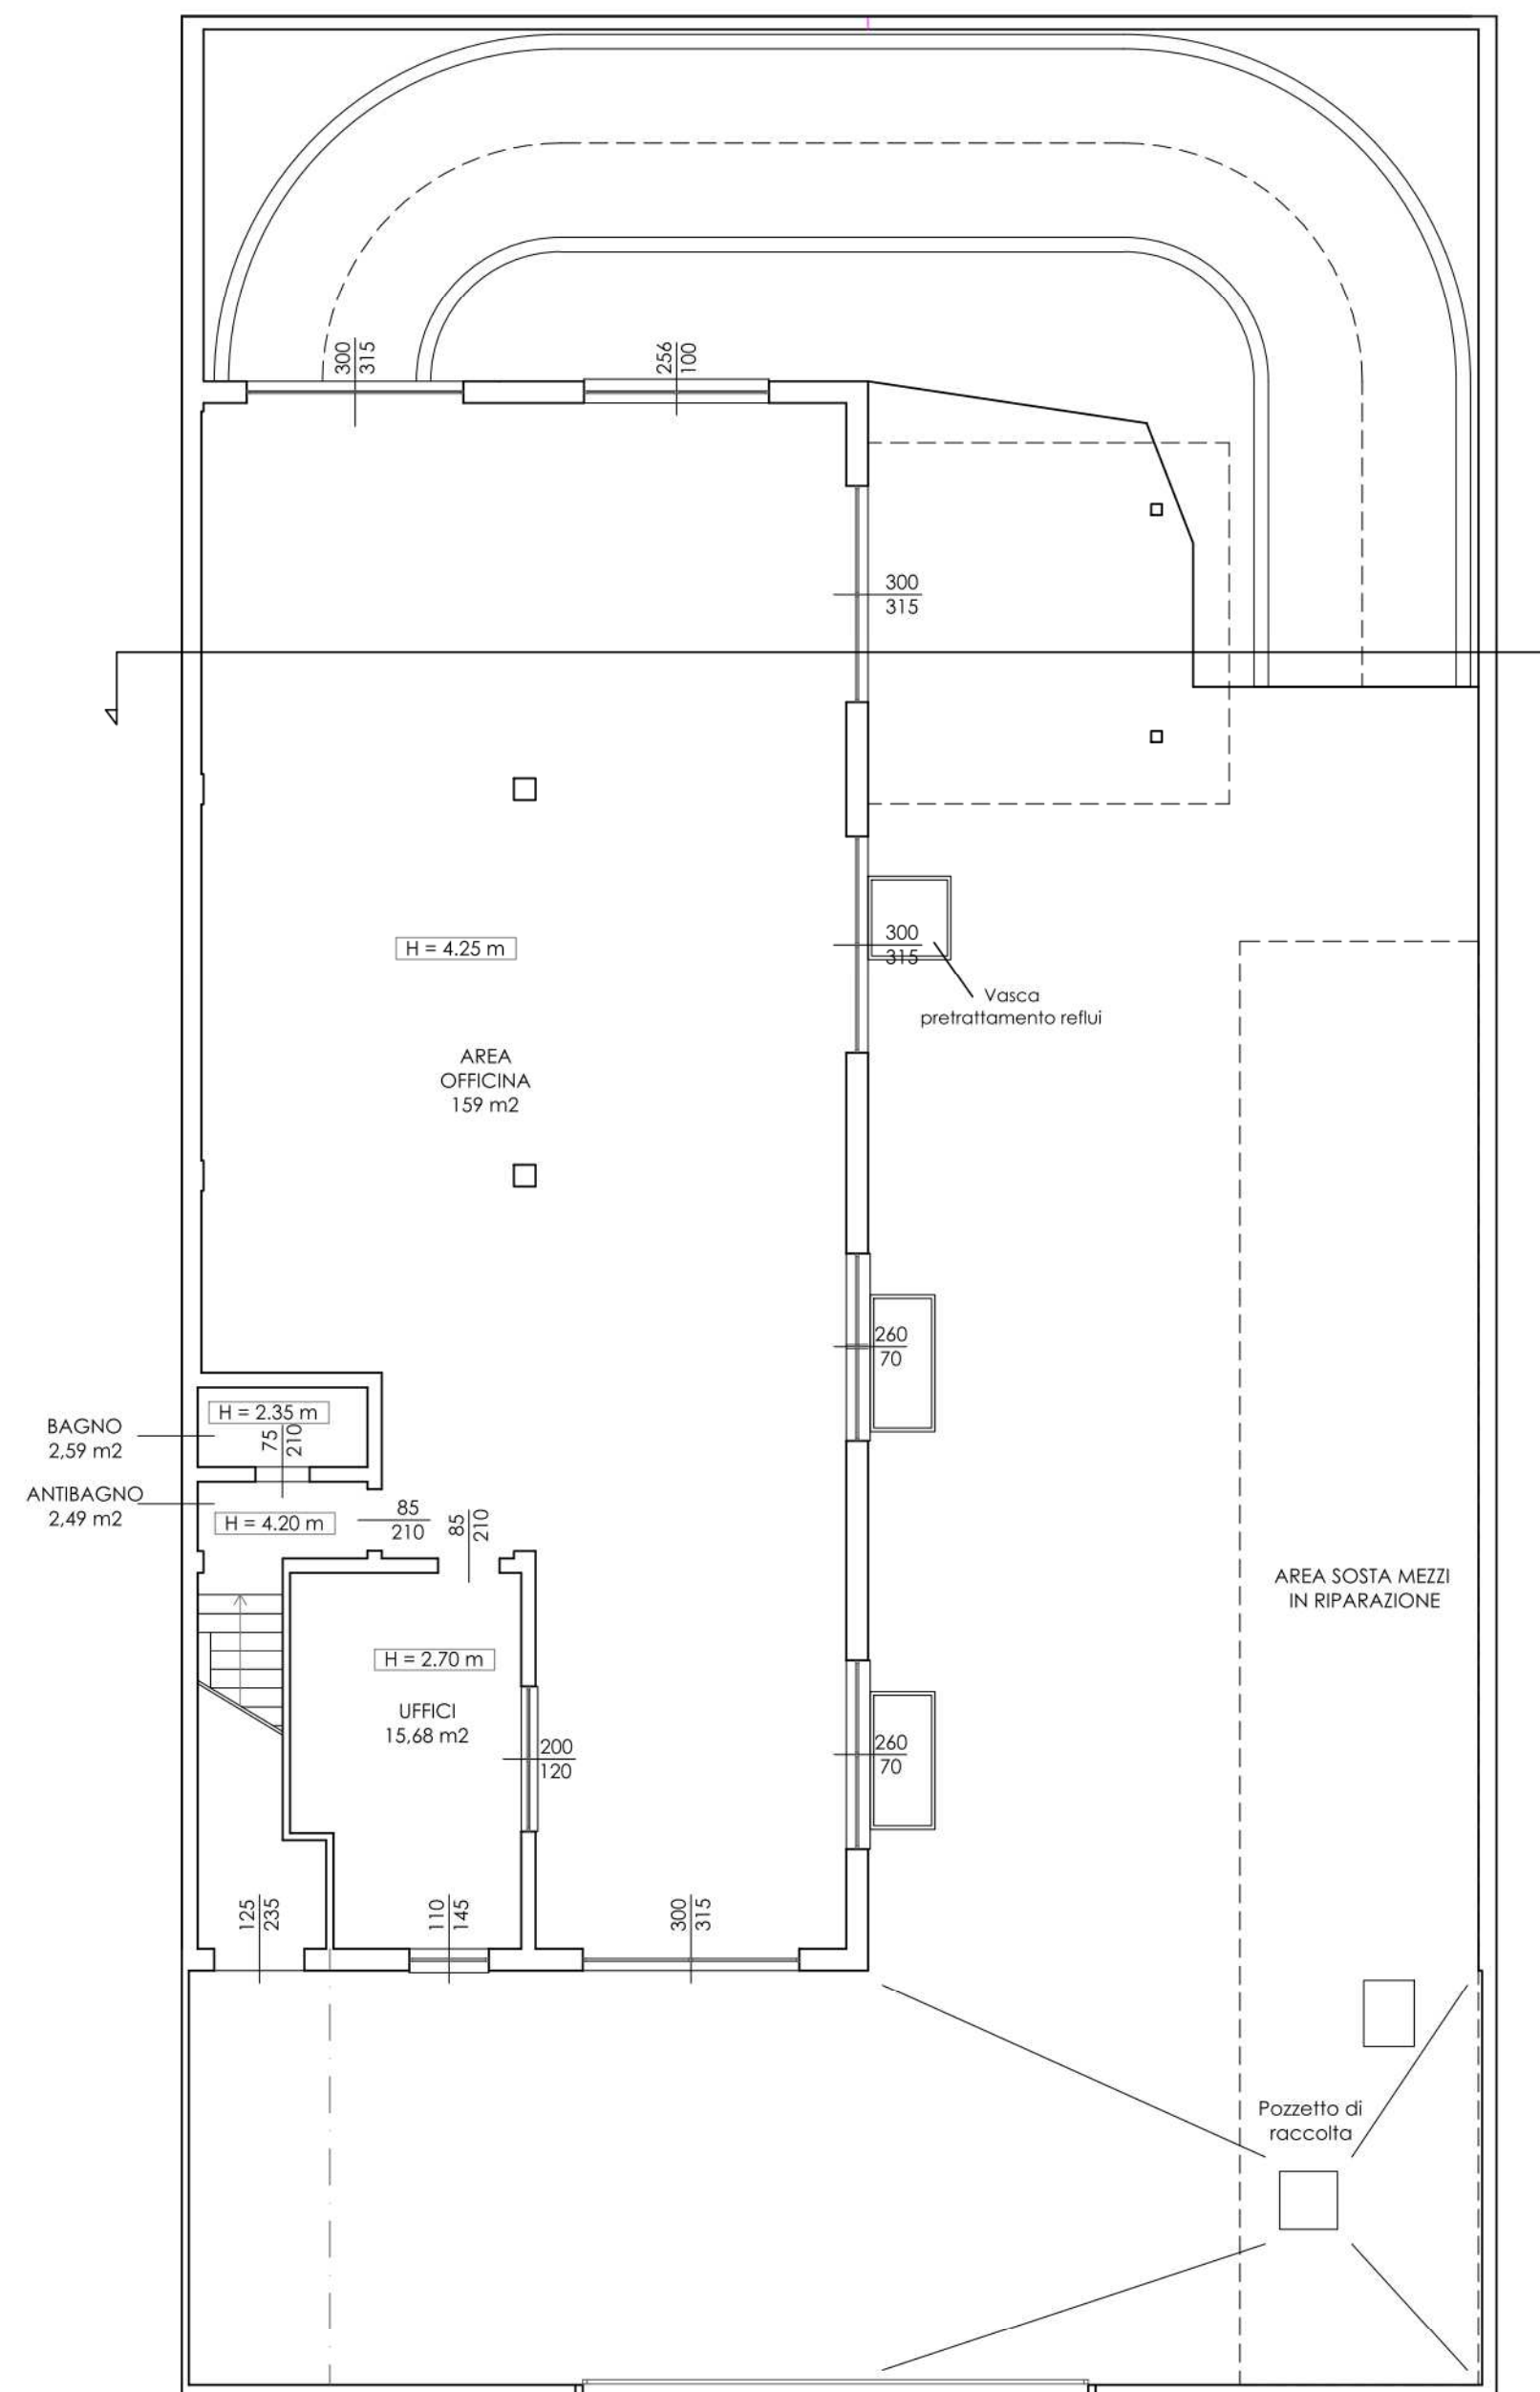 300
315
256
100
300
315
H = 4.25 m
300
315
Vasca
pretrattamento reflui
AREA
OFFICINA
159 m2
260
70
H = 2.35 m
BAGNO
2,59 m2
75
210
ANTIBAGNO
2,49 m2
H = 4.20 m
85
210
85
210
AREA SOSTA MEZZI
IN RIPARAZIONE
H = 2.70 m
UFFICI
15,68 m2
200
120
260
70
125
235
110
145
300
315
Pozzetto di
raccolta